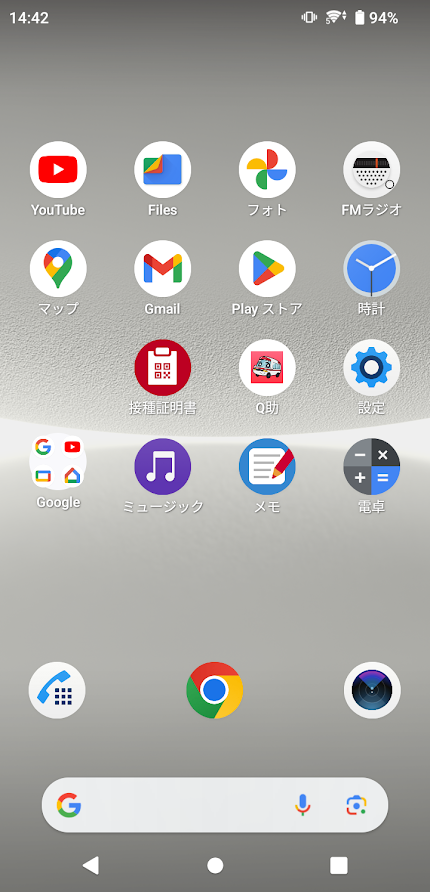 14:42
5
94%
YouTube
Files
フォト
FMラジオ
マップ
Gmail
Play ストア
時計
接種証明書
Q助
設定
Google
ミュージック
メモ
電卓